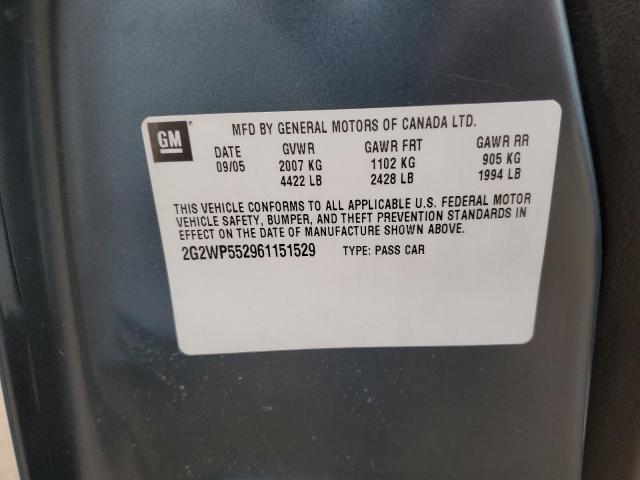 GM
MFD BY GENERAL MOTORS OF CANADA LTD.
DATE GVWR GAWR FRT GAWR RR
09/05 2007 KG 1102 KG 905 KG
4422 LB 2428 LB 1994 LB
THIS VEHICLE CONFORMS TO ALL APPLICABLE U.S. FEDERAL MOTOR
VEHICLE SAFETY, BUMPER, AND THEFT PREVENTION STANDARDS IN
EFFECT ON THE DATE OF MANUFACTURE SHOWN ABOVE.
2G2WP552961151529 TYPE: PASS CAR